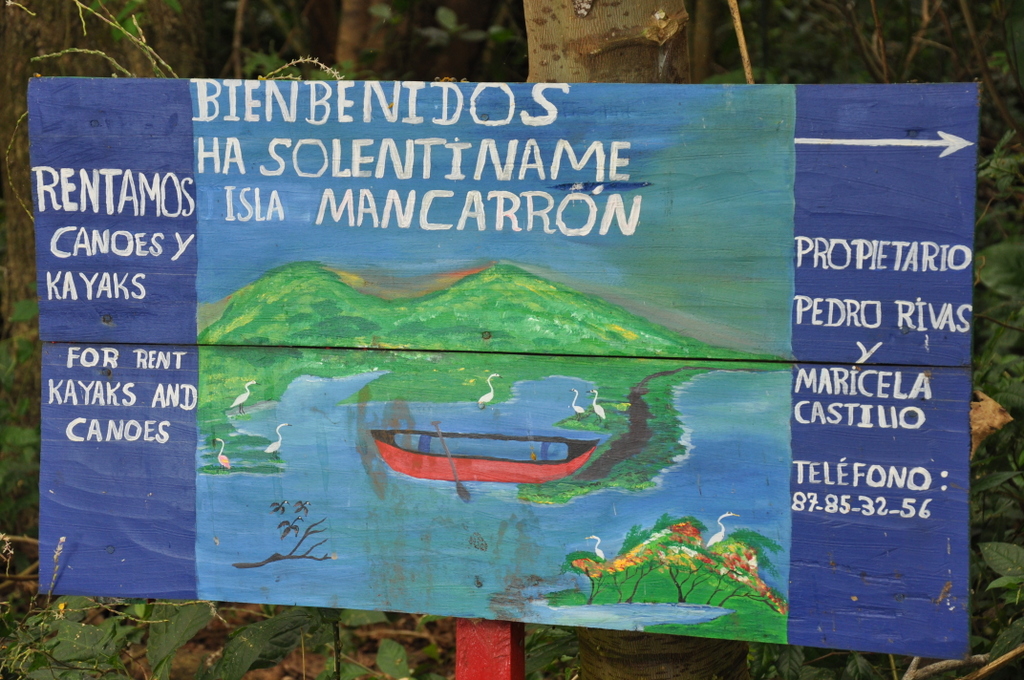 BIENBENIDOS
HA SOLENTINAME
ISLA MANCARRÓN
RENTAMOS
CANOES Y
KAYAKS
FOR RENT
KAYAKS AND
CANOES
PROPIETARIO
PEDRO RIVAS
Y
MARICELA
CASTILLO
TELÉFONO:
87-85-32-56